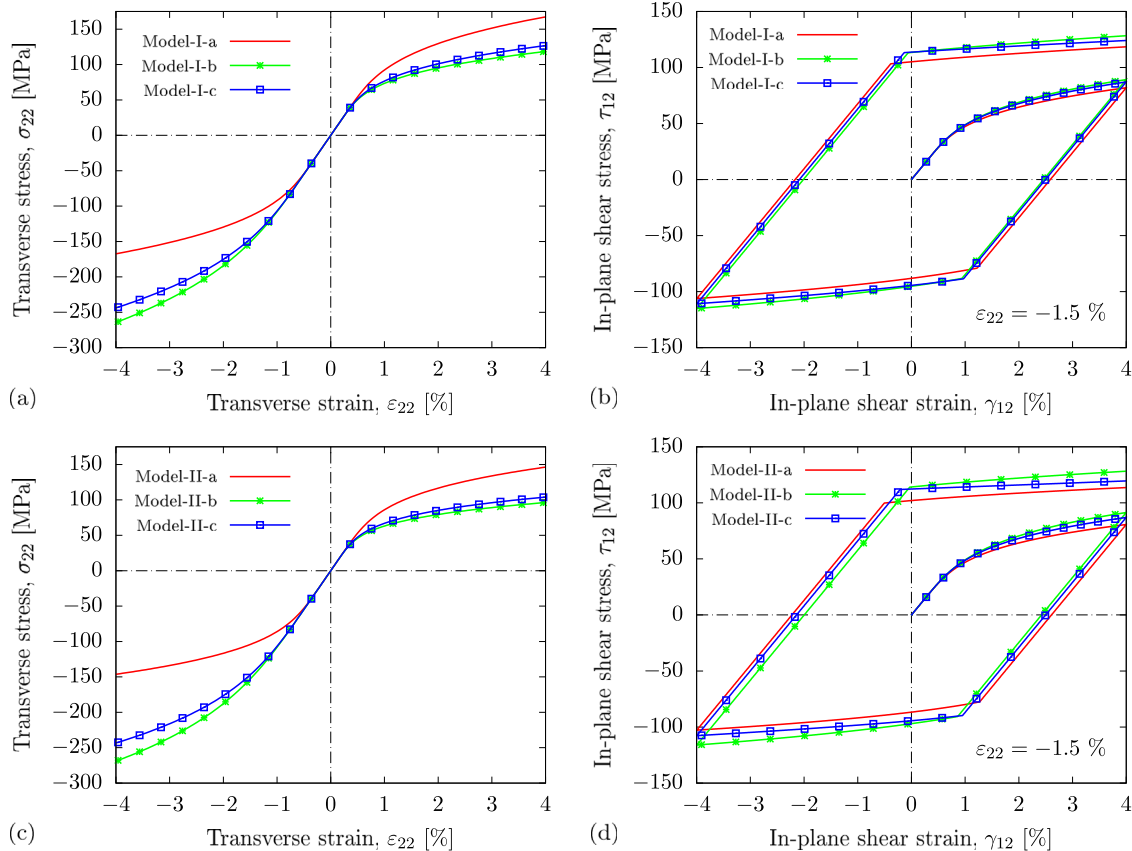 150
100
50
0
−50
−100
−150
−200
−250
−300
Transverse stress, σ22 [MPa]
Model-I-a
Model-I-b
Model-I-c
−4 −3 −2 −1 0 1 2 3 4
(a) Transverse strain, ε22 [%]
150
100
50
0
−50
−100
−150
In-plane shear stress, τ12 [MPa]
Model-I-a
Model-I-b
Model-I-c
ε22 = −1.5 %
−4 −3 −2 −1 0 1 2 3 4
(b) In-plane shear strain, γ12 [%]
150
100
50
0
−50
−100
−150
−200
−250
−300
Transverse stress, σ22 [MPa]
Model-II-a
Model-II-b
Model-II-c
−4 −3 −2 −1 0 1 2 3 4
(c) Transverse strain, ε22 [%]
150
100
50
0
−50
−100
−150
In-plane shear stress, τ12 [MPa]
Model-II-a
Model-II-b
Model-II-c
ε22 = −1.5 %
−4 −3 −2 −1 0 1 2 3 4
(d) In-plane shear strain, γ12 [%]